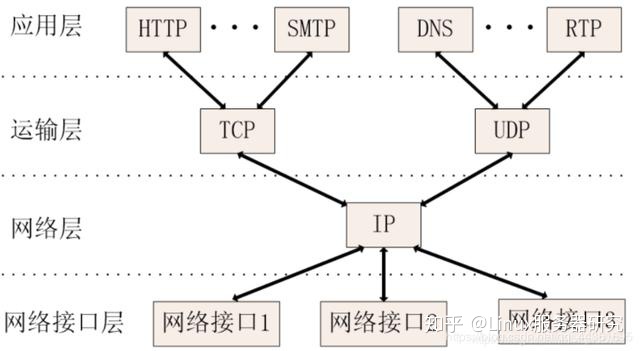 应用层 HTTP ··· SMTP DNS ··· RTP
运输层 TCP UDP
网络层 IP
网络接口层 网络接口1 网络接口 网络接口3
知乎 @Linux服务器研究